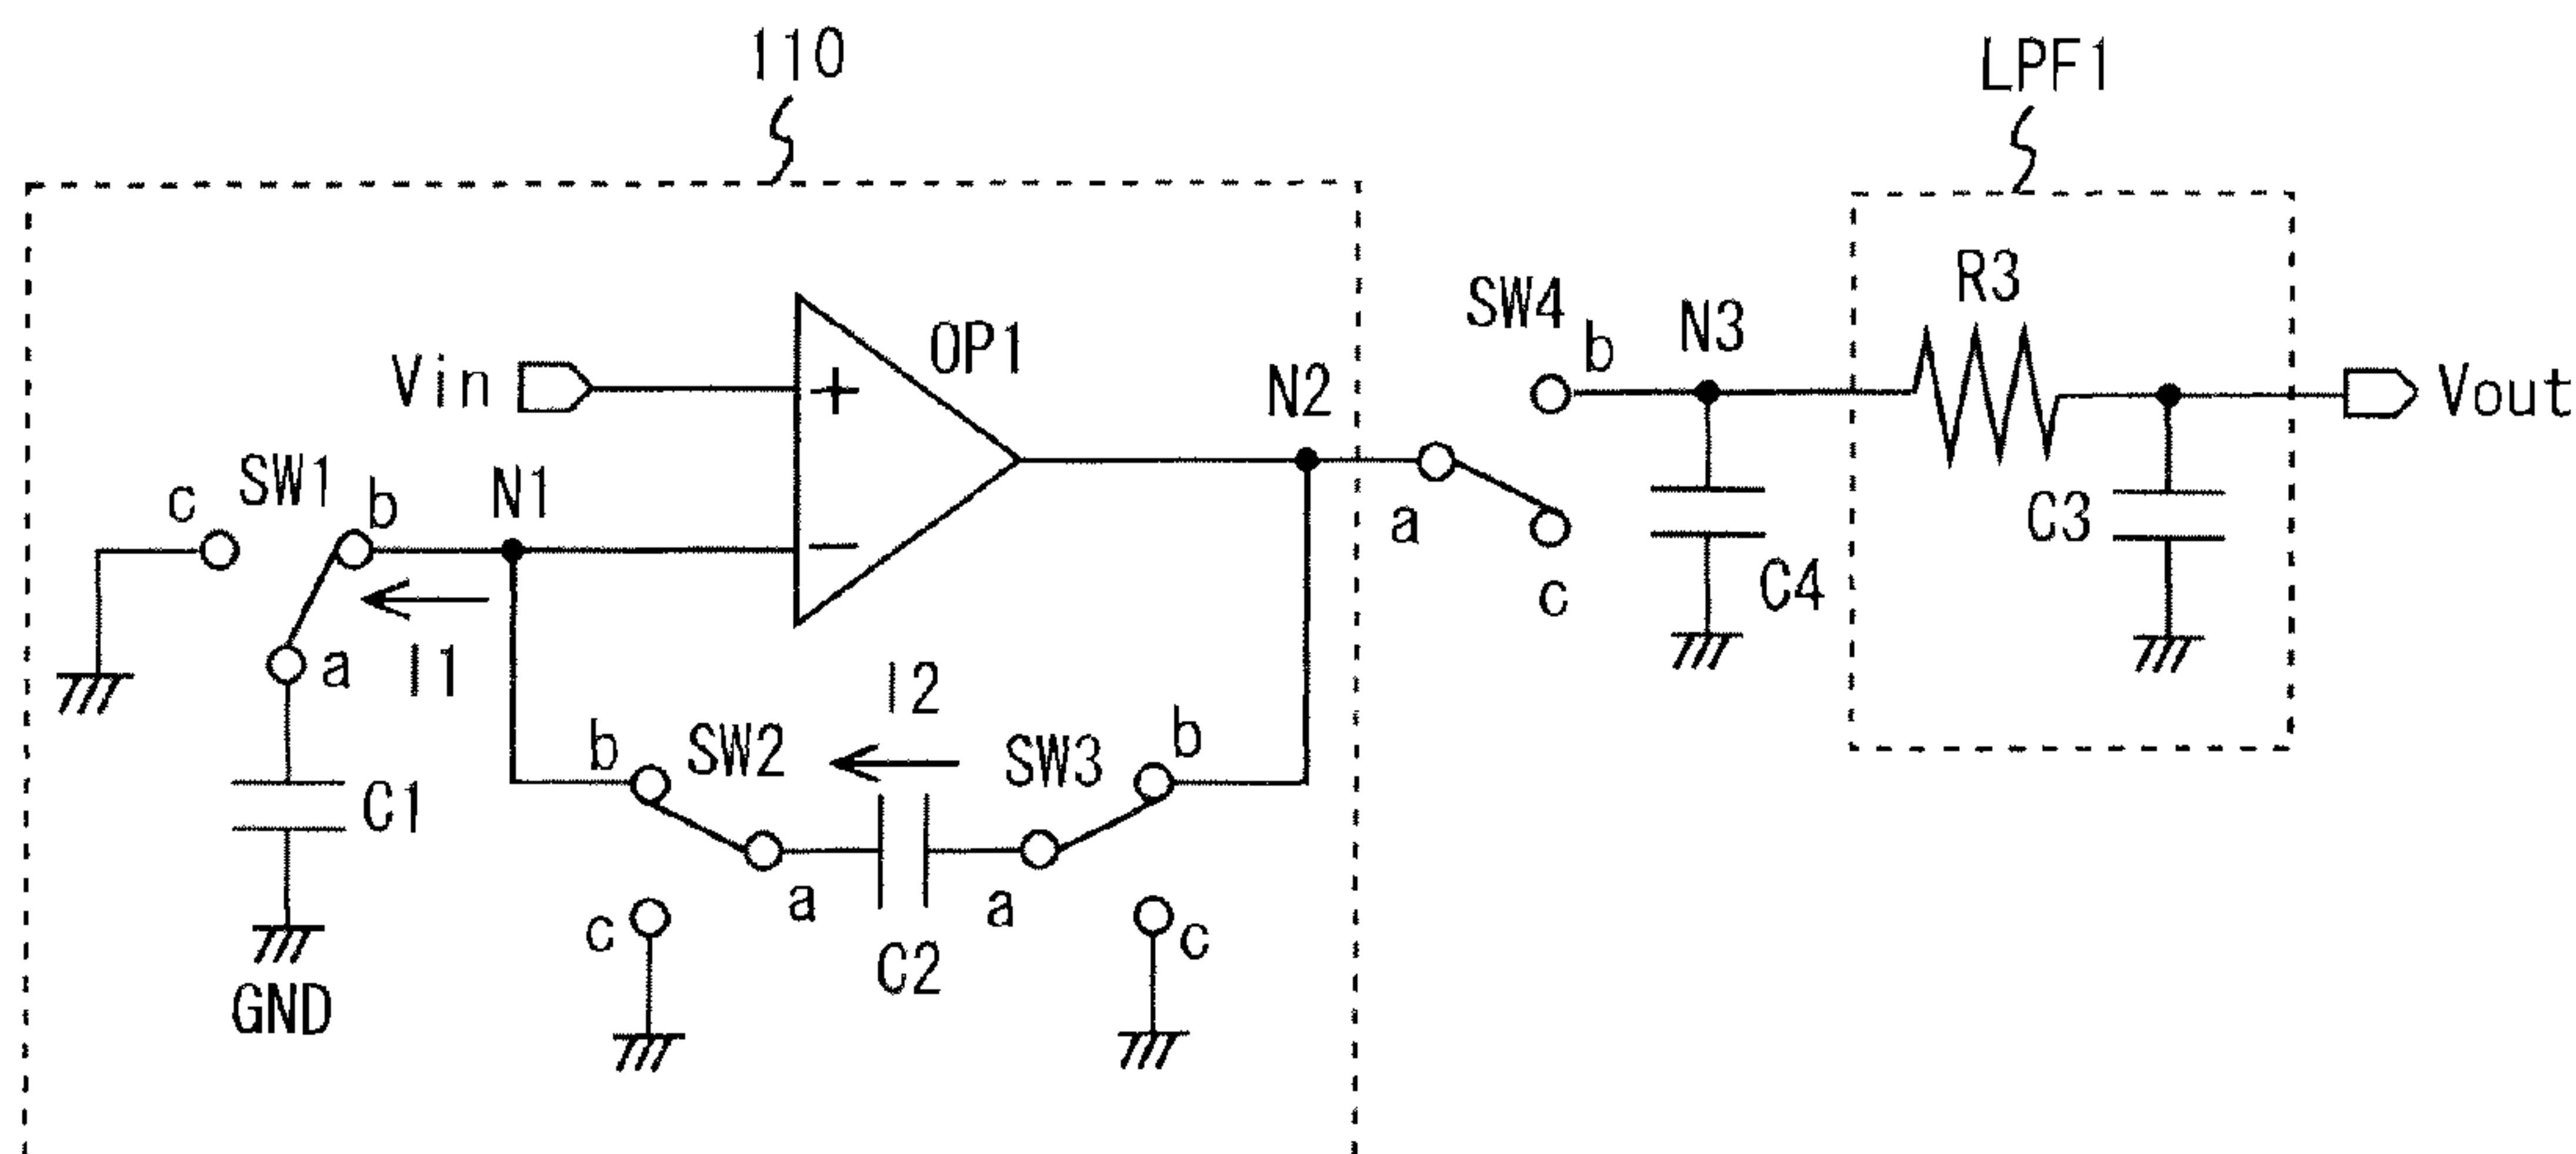 110
LPF1
Vin
OP1
+
−
N2
SW4
b
N3
R3
Vout
c
SW1
b
N1
a
c
C4
C3
a
I1
C1
GND
I2
b
SW2
SW3
b
a
a
c
C2
c